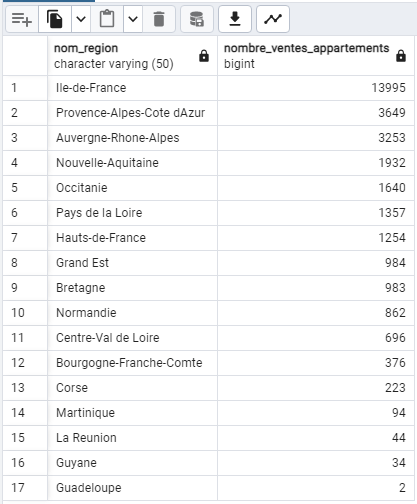 nom_region nombre_ventes_appartements
character varying (50) bigint
1 Ile-de-France 13995
2 Provence-Alpes-Cote dAzur 3649
3 Auvergne-Rhone-Alpes 3253
4 Nouvelle-Aquitaine 1932
5 Occitanie 1640
6 Pays de la Loire 1357
7 Hauts-de-France 1254
8 Grand Est 984
9 Bretagne 983
10 Normandie 862
11 Centre-Val de Loire 696
12 Bourgogne-Franche-Comte 376
13 Corse 223
14 Martinique 94
15 La Reunion 44
16 Guyane 34
17 Guadeloupe 2